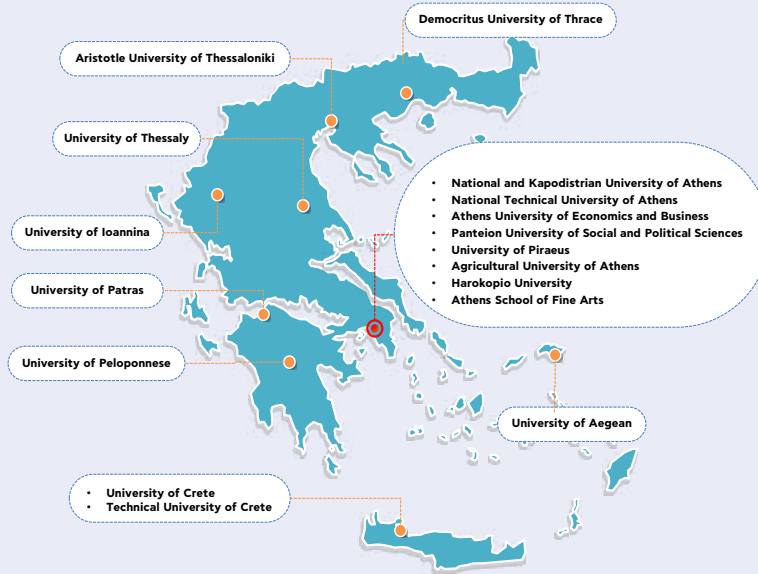 Democritus University of Thrace
Aristotle University of Thessaloniki
University of Thessaly
• National and Kapodistrian University of Athens
• National Technical University of Athens
• Athens University of Economics and Business
• Panteion University of Social and Political Sciences
• University of Piraeus
• Agricultural University of Athens
• Harokopio University
• Athens School of Fine Arts
University of Ioannina
University of Patras
University of Peloponnese
University of Aegean
• University of Crete
• Technical University of Crete